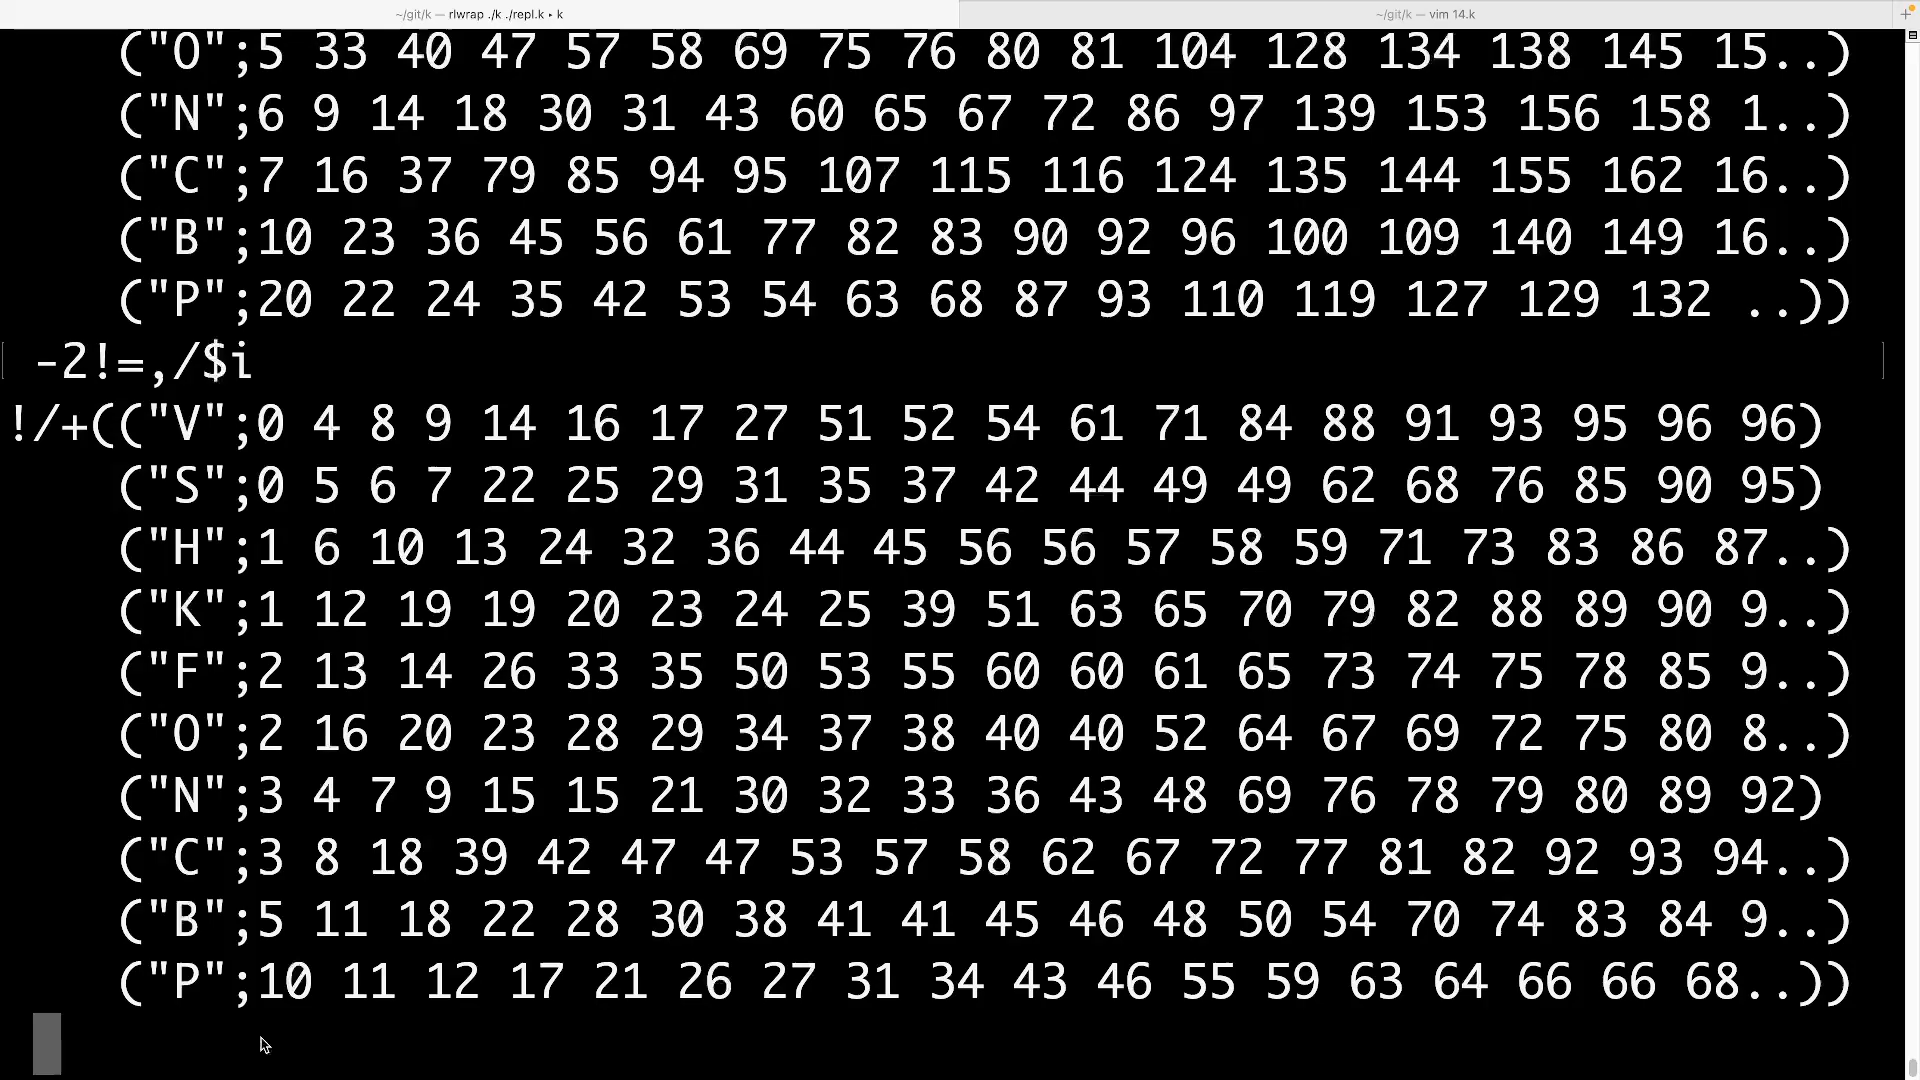 ~/git/k — rlwrap ./k ./repl.k ▸ k
~/git/k — vim 14.k
("O";5 33 40 47 57 58 69 75 76 80 81 104 128 134 138 145 15..)
("N";6 9 14 18 30 31 43 60 65 67 72 86 97 139 153 156 158 1..)
("C";7 16 37 79 85 94 95 107 115 116 124 135 144 155 162 16..)
("B";10 23 36 45 56 61 77 82 83 90 92 96 100 109 140 149 16..)
("P";20 22 24 35 42 53 54 63 68 87 93 110 119 127 129 132 ..))
-2!=,/$i
!/+(("V";0 4 8 9 14 16 17 27 51 52 54 61 71 84 88 91 93 95 96 96)
("S";0 5 6 7 22 25 29 31 35 37 42 44 49 49 62 68 76 85 90 95)
("H";1 6 10 13 24 32 36 44 45 56 56 57 58 59 71 73 83 86 87..)
("K";1 12 19 19 20 23 24 25 39 51 63 65 70 79 82 88 89 90 9..)
("F";2 13 14 26 33 35 50 53 55 60 60 61 65 73 74 75 78 85 9..)
("O";2 16 20 23 28 29 34 37 38 40 40 52 64 67 69 72 75 80 8..)
("N";3 4 7 9 15 15 21 30 32 33 36 43 48 69 76 78 79 80 89 92)
("C";3 8 18 39 42 47 47 53 57 58 62 67 72 77 81 82 92 93 94..)
("B";5 11 18 22 28 30 38 41 41 45 46 48 50 54 70 74 83 84 9..)
("P";10 11 12 17 21 26 27 31 34 43 46 55 59 63 64 66 66 68..))